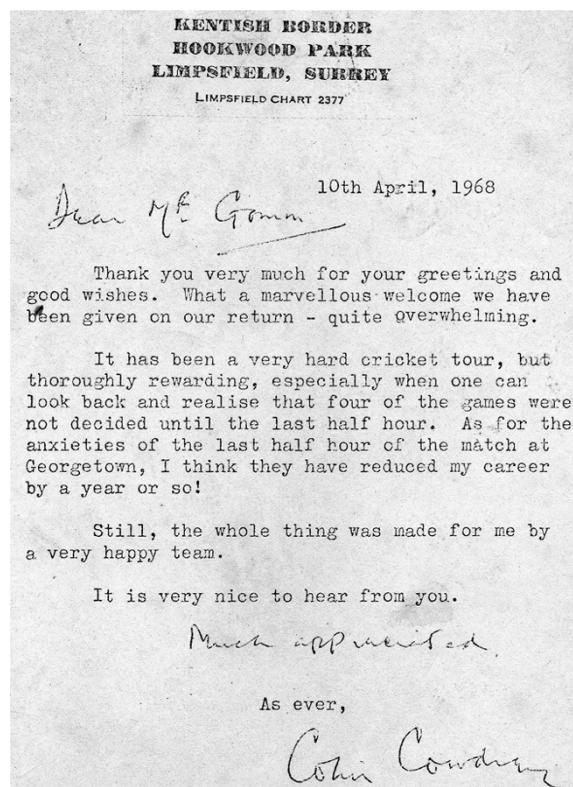 KENTISH BORDER
HOOKWOOD PARK
LIMPSFIELD, SURREY
LIMPSFIELD CHART 2377
10th April, 1968
Dear Mr. Gomm
Thank you very much for your greetings and
good wishes. What a marvellous welcome we have
been given on our return - quite overwhelming.
It has been a very hard cricket tour, but
thoroughly rewarding, especially when one can
look back and realise that four of the games were
not decided until the last half hour. As for the
anxieties of the last half hour of the match at
Georgetown, I think they have reduced my career
by a year or so!
Still, the whole thing was made for me by
a very happy team.
It is very nice to hear from you.
Much appreciated.
As ever,
Colin Cowdrey